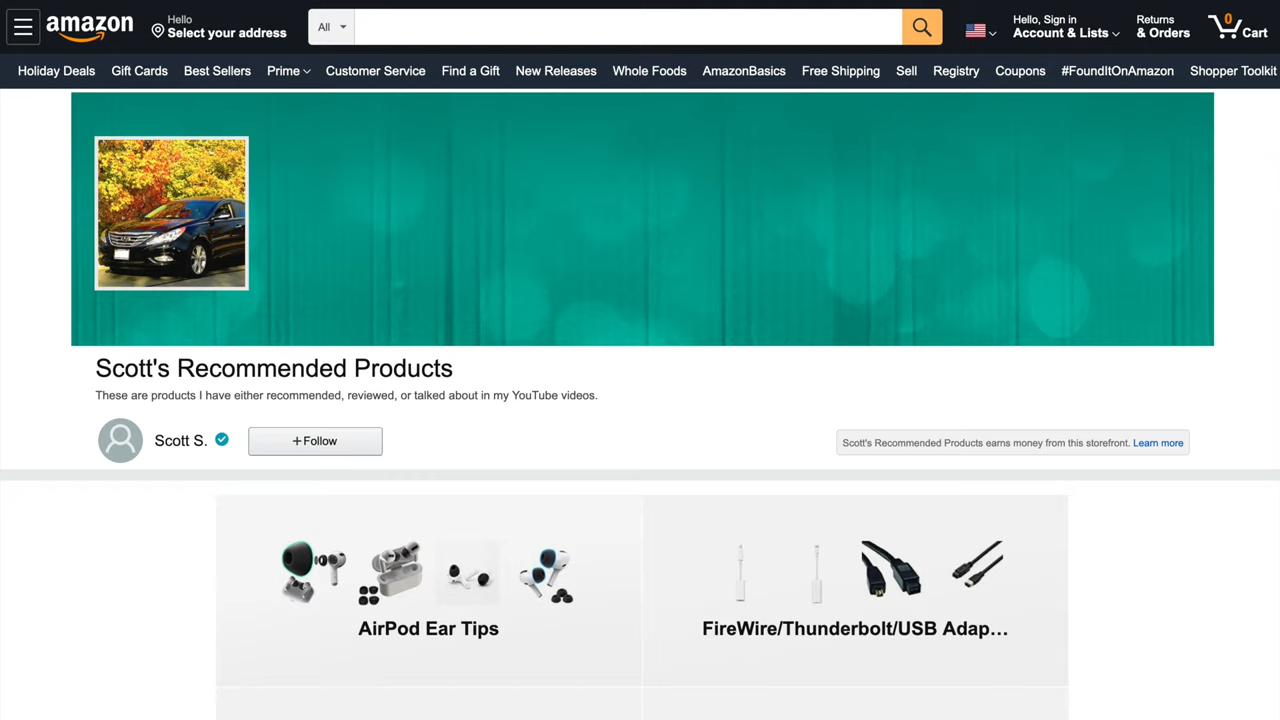 amazon
Hello
Select your address
All
Hello, Sign in
Account & Lists
Returns
& Orders
0
Cart
Holiday Deals Gift Cards Best Sellers Prime Customer Service Find a Gift New Releases Whole Foods AmazonBasics Free Shipping Sell Registry Coupons #FoundItOnAmazon Shopper Toolkit
Scott's Recommended Products
These are products I have either recommended, reviewed, or talked about in my YouTube videos.
Scott S.
+Follow
Scott's Recommended Products earns money from this storefront. Learn more
AirPod Ear Tips
FireWire/Thunderbolt/USB Adap...